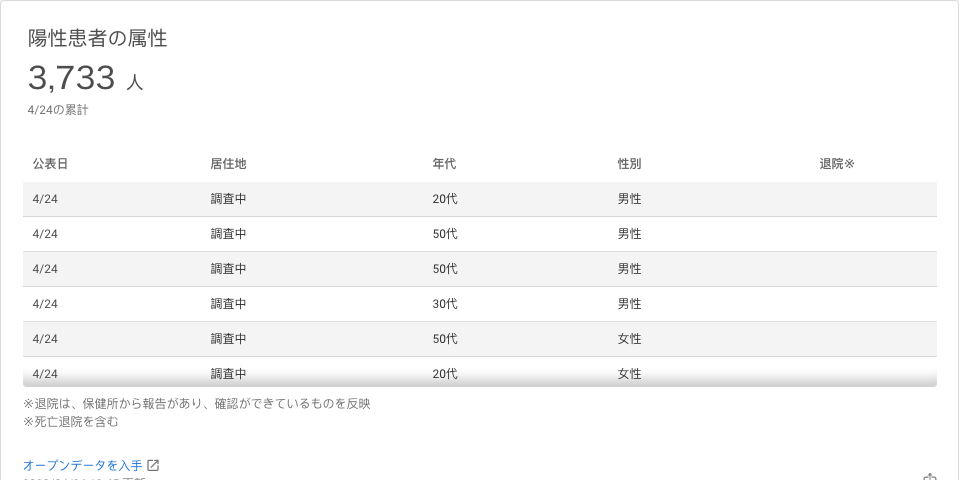 陽性患者の属性
3,733 人
4/24の累計
公表日 居住地 年代 性別 退院※
4/24 調査中 20代 男性
4/24 調査中 50代 男性
4/24 調査中 50代 男性
4/24 調査中 30代 男性
4/24 調査中 50代 女性
4/24 調査中 20代 女性
※退院は、保健所から報告があり、確認ができているものを反映
※死亡退院を含む
オープンデータを入手